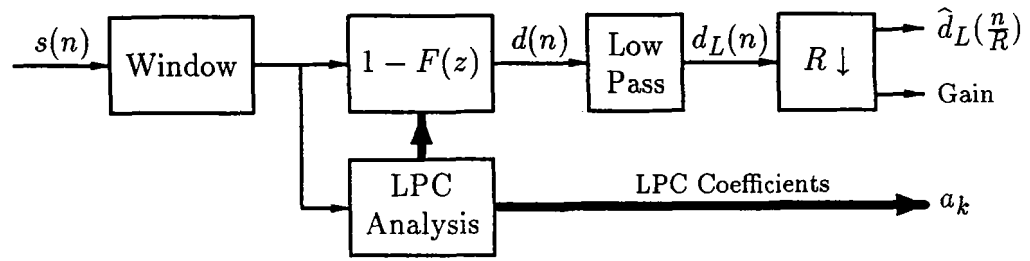 s(n)
Window
1 − F(z)
d(n)
Low
Pass
d_L(n)
R ↓
d̂_L(n/R)
Gain
LPC
Analysis
LPC Coefficients
a_k